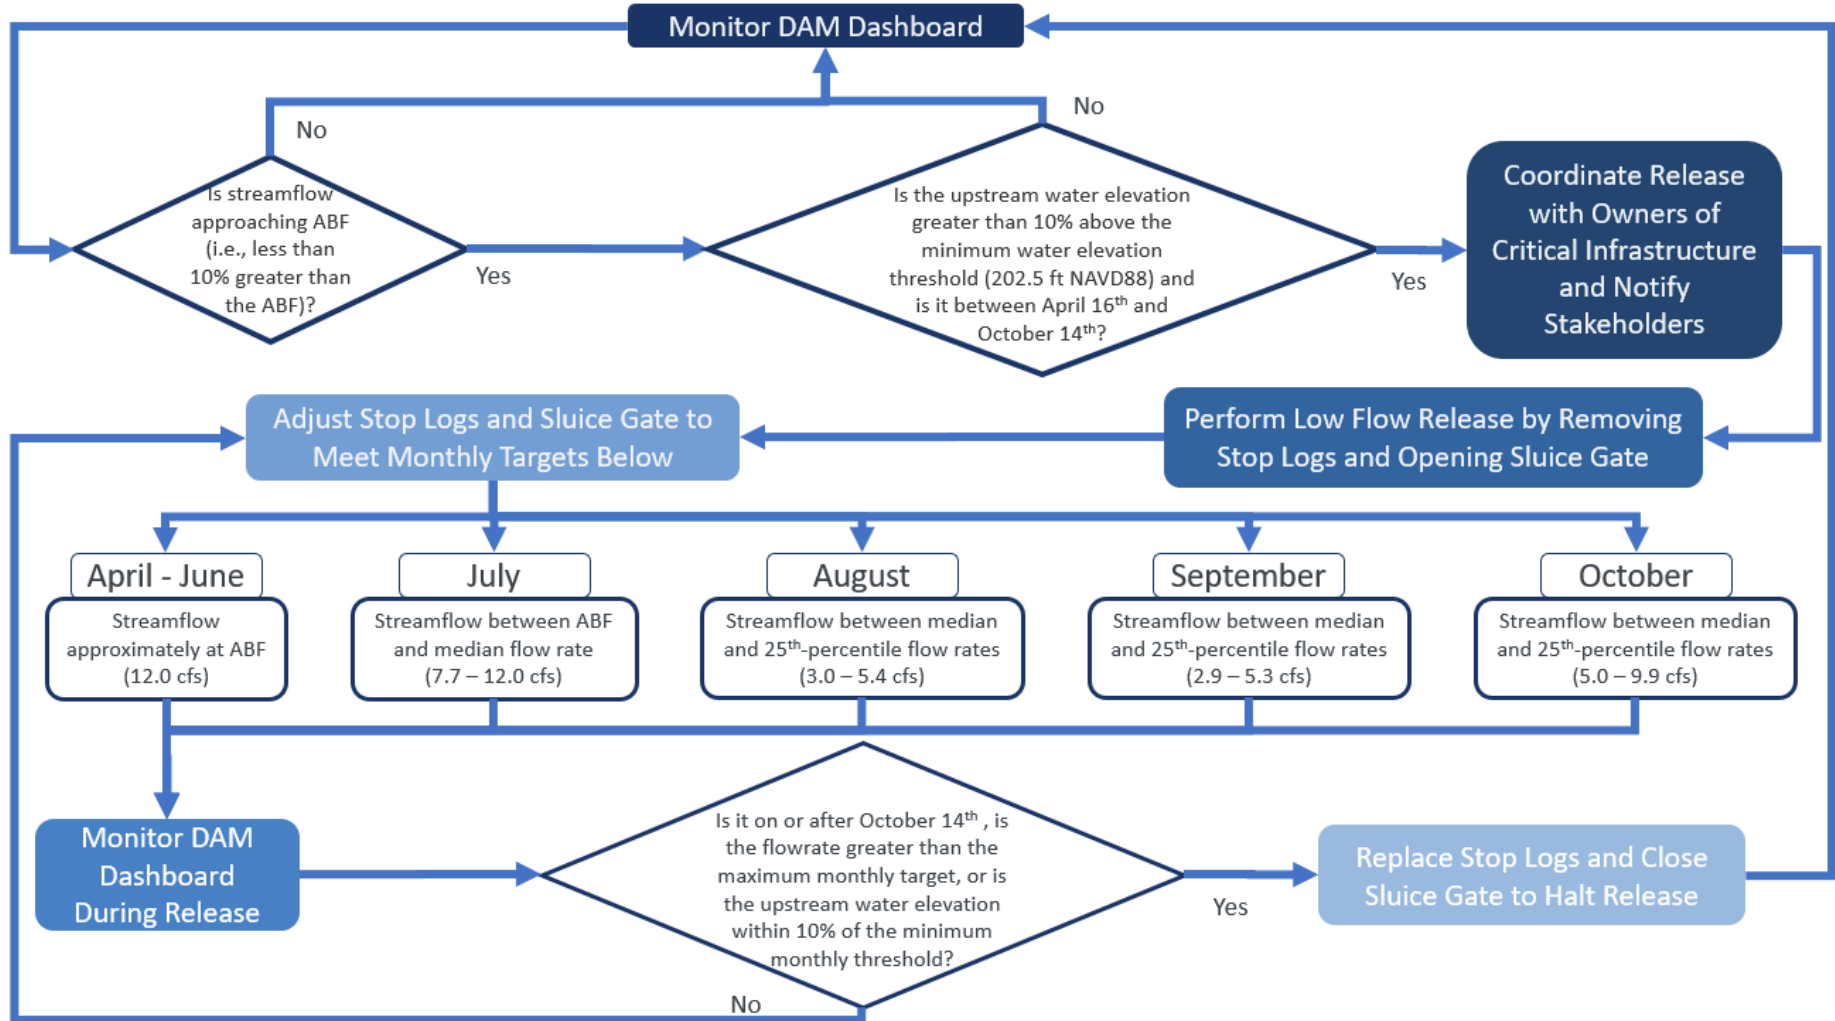 Monitor DAM Dashboard
No
No
Is streamflow
approaching ABF
(i.e., less than
10% greater than
the ABF)?
Yes
Is the upstream water elevation
greater than 10% above the
minimum water elevation
threshold (202.5 ft NAVD88) and
is it between April 16th and
October 14th?
Yes
Coordinate Release
with Owners of
Critical Infrastructure
and Notify
Stakeholders
Adjust Stop Logs and Sluice Gate to
Meet Monthly Targets Below
Perform Low Flow Release by Removing
Stop Logs and Opening Sluice Gate
April - June
Streamflow
approximately at ABF
(12.0 cfs)
July
Streamflow between ABF
and median flow rate
(7.7 – 12.0 cfs)
August
Streamflow between median
and 25th-percentile flow rates
(3.0 – 5.4 cfs)
September
Streamflow between median
and 25th-percentile flow rates
(2.9 – 5.3 cfs)
October
Streamflow between median
and 25th-percentile flow rates
(5.0 – 9.9 cfs)
Monitor DAM
Dashboard
During Release
Is it on or after October 14th , is
the flowrate greater than the
maximum monthly target, or is
the upstream water elevation
within 10% of the minimum
monthly threshold?
Yes
Replace Stop Logs and Close
Sluice Gate to Halt Release
No